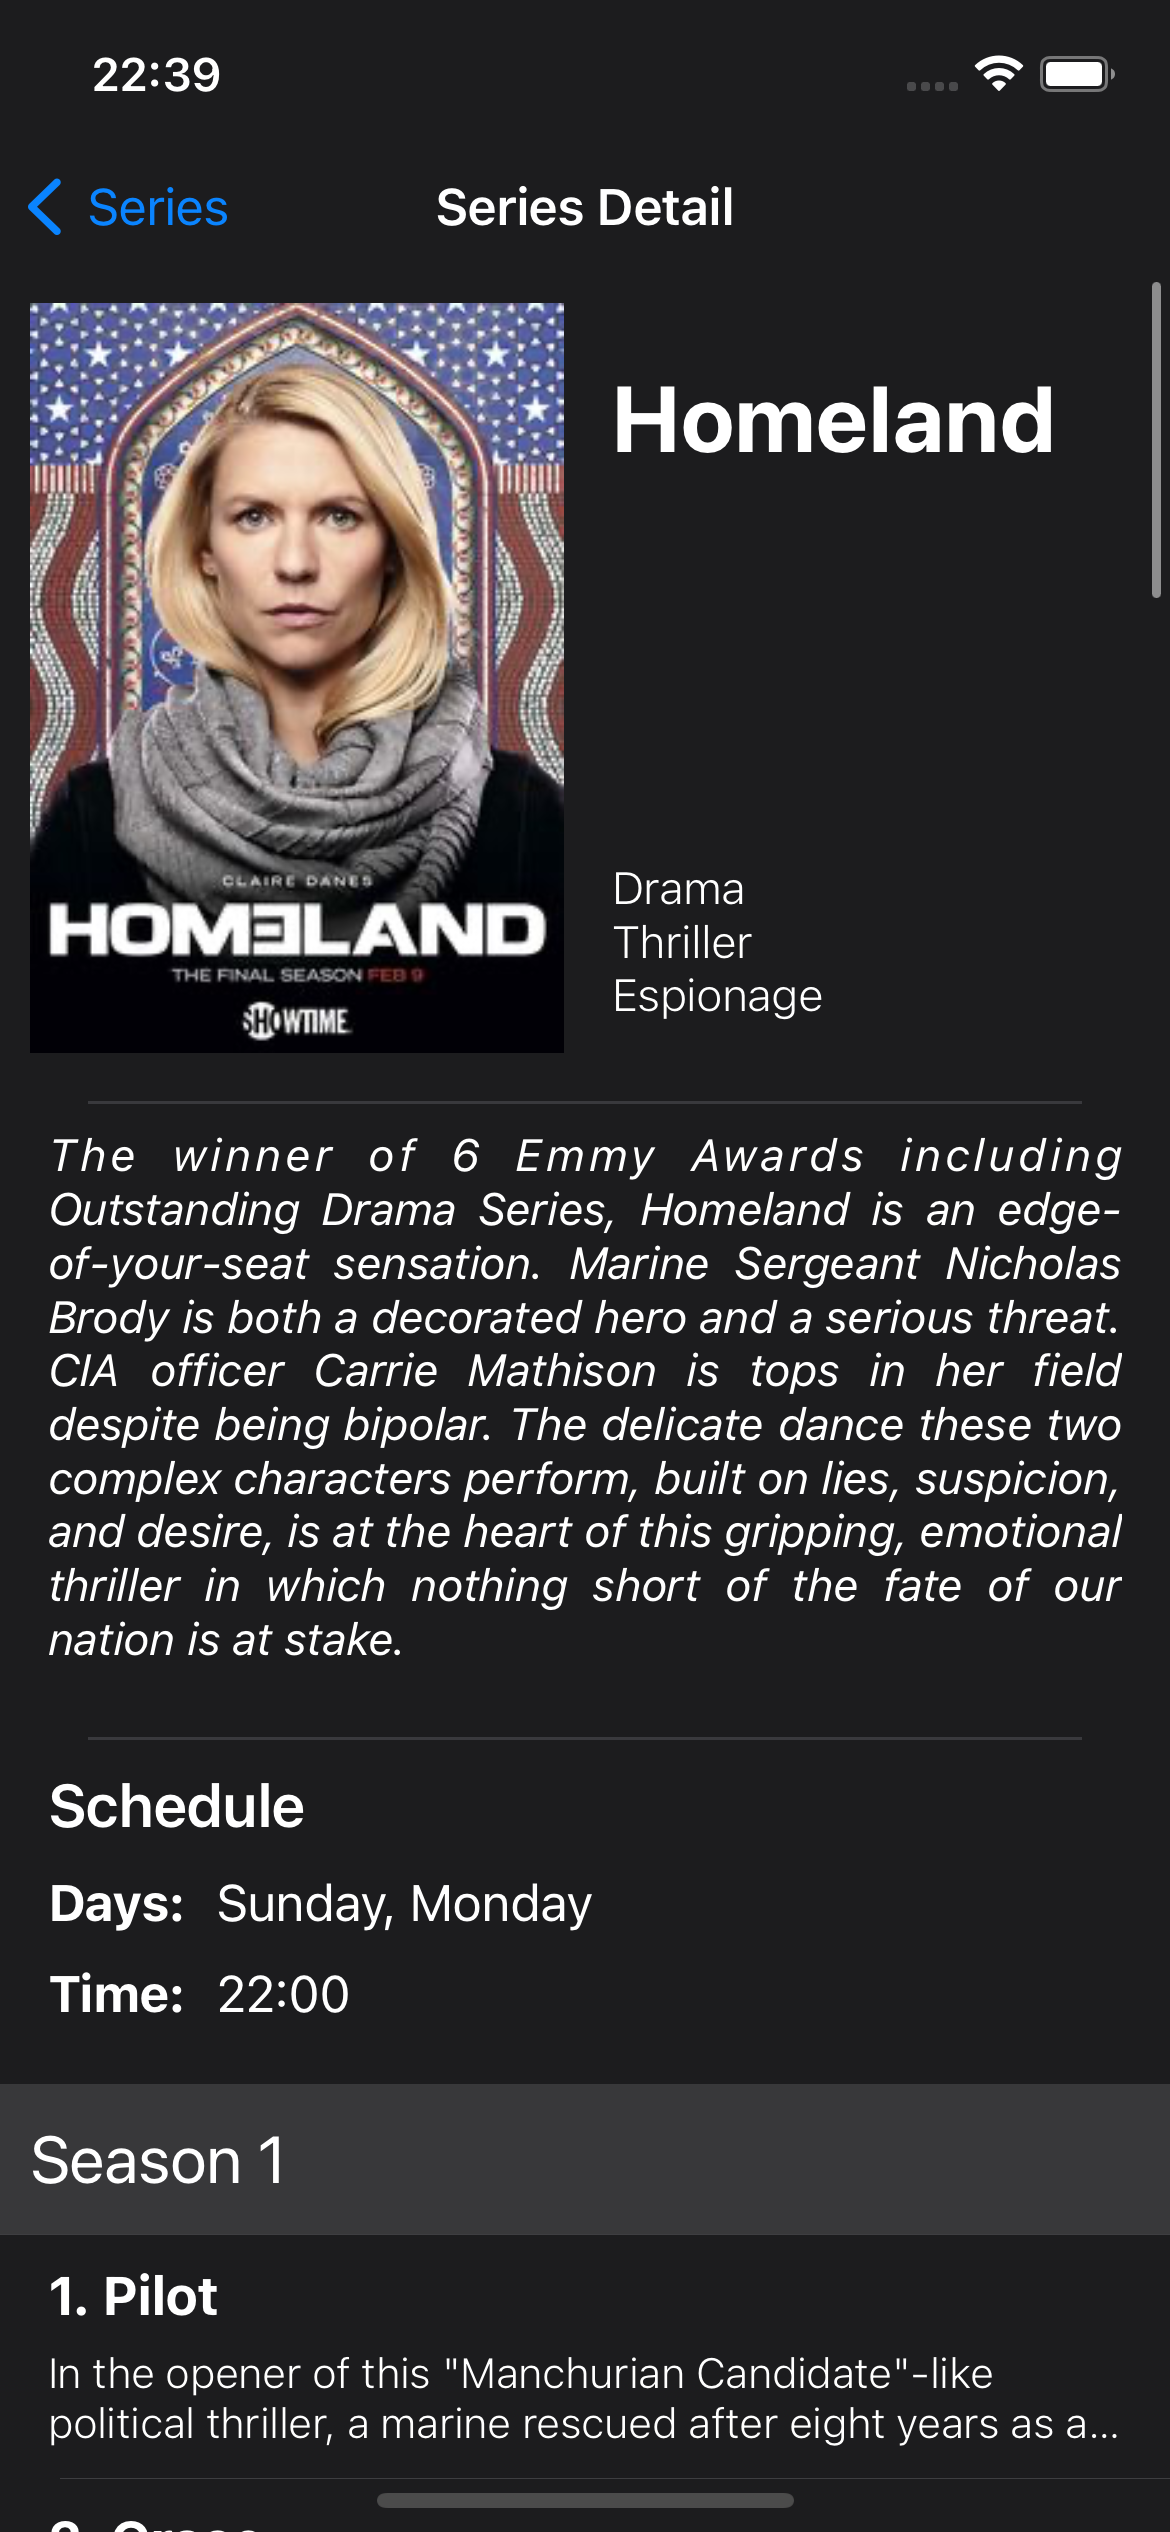 22:39
Series
Series Detail
CLAIRE DANES
HOMELAND
THE FINAL SEASON FEB 9
SHOWTIME
Homeland
Drama
Thriller
Espionage
The winner of 6 Emmy Awards including
Outstanding Drama Series, Homeland is an edge-
of-your-seat sensation. Marine Sergeant Nicholas
Brody is both a decorated hero and a serious threat.
CIA officer Carrie Mathison is tops in her field
despite being bipolar. The delicate dance these two
complex characters perform, built on lies, suspicion,
and desire, is at the heart of this gripping, emotional
thriller in which nothing short of the fate of our
nation is at stake.
Schedule
Days: Sunday, Monday
Time: 22:00
Season 1
1. Pilot
In the opener of this "Manchurian Candidate"-like
political thriller, a marine rescued after eight years as a...